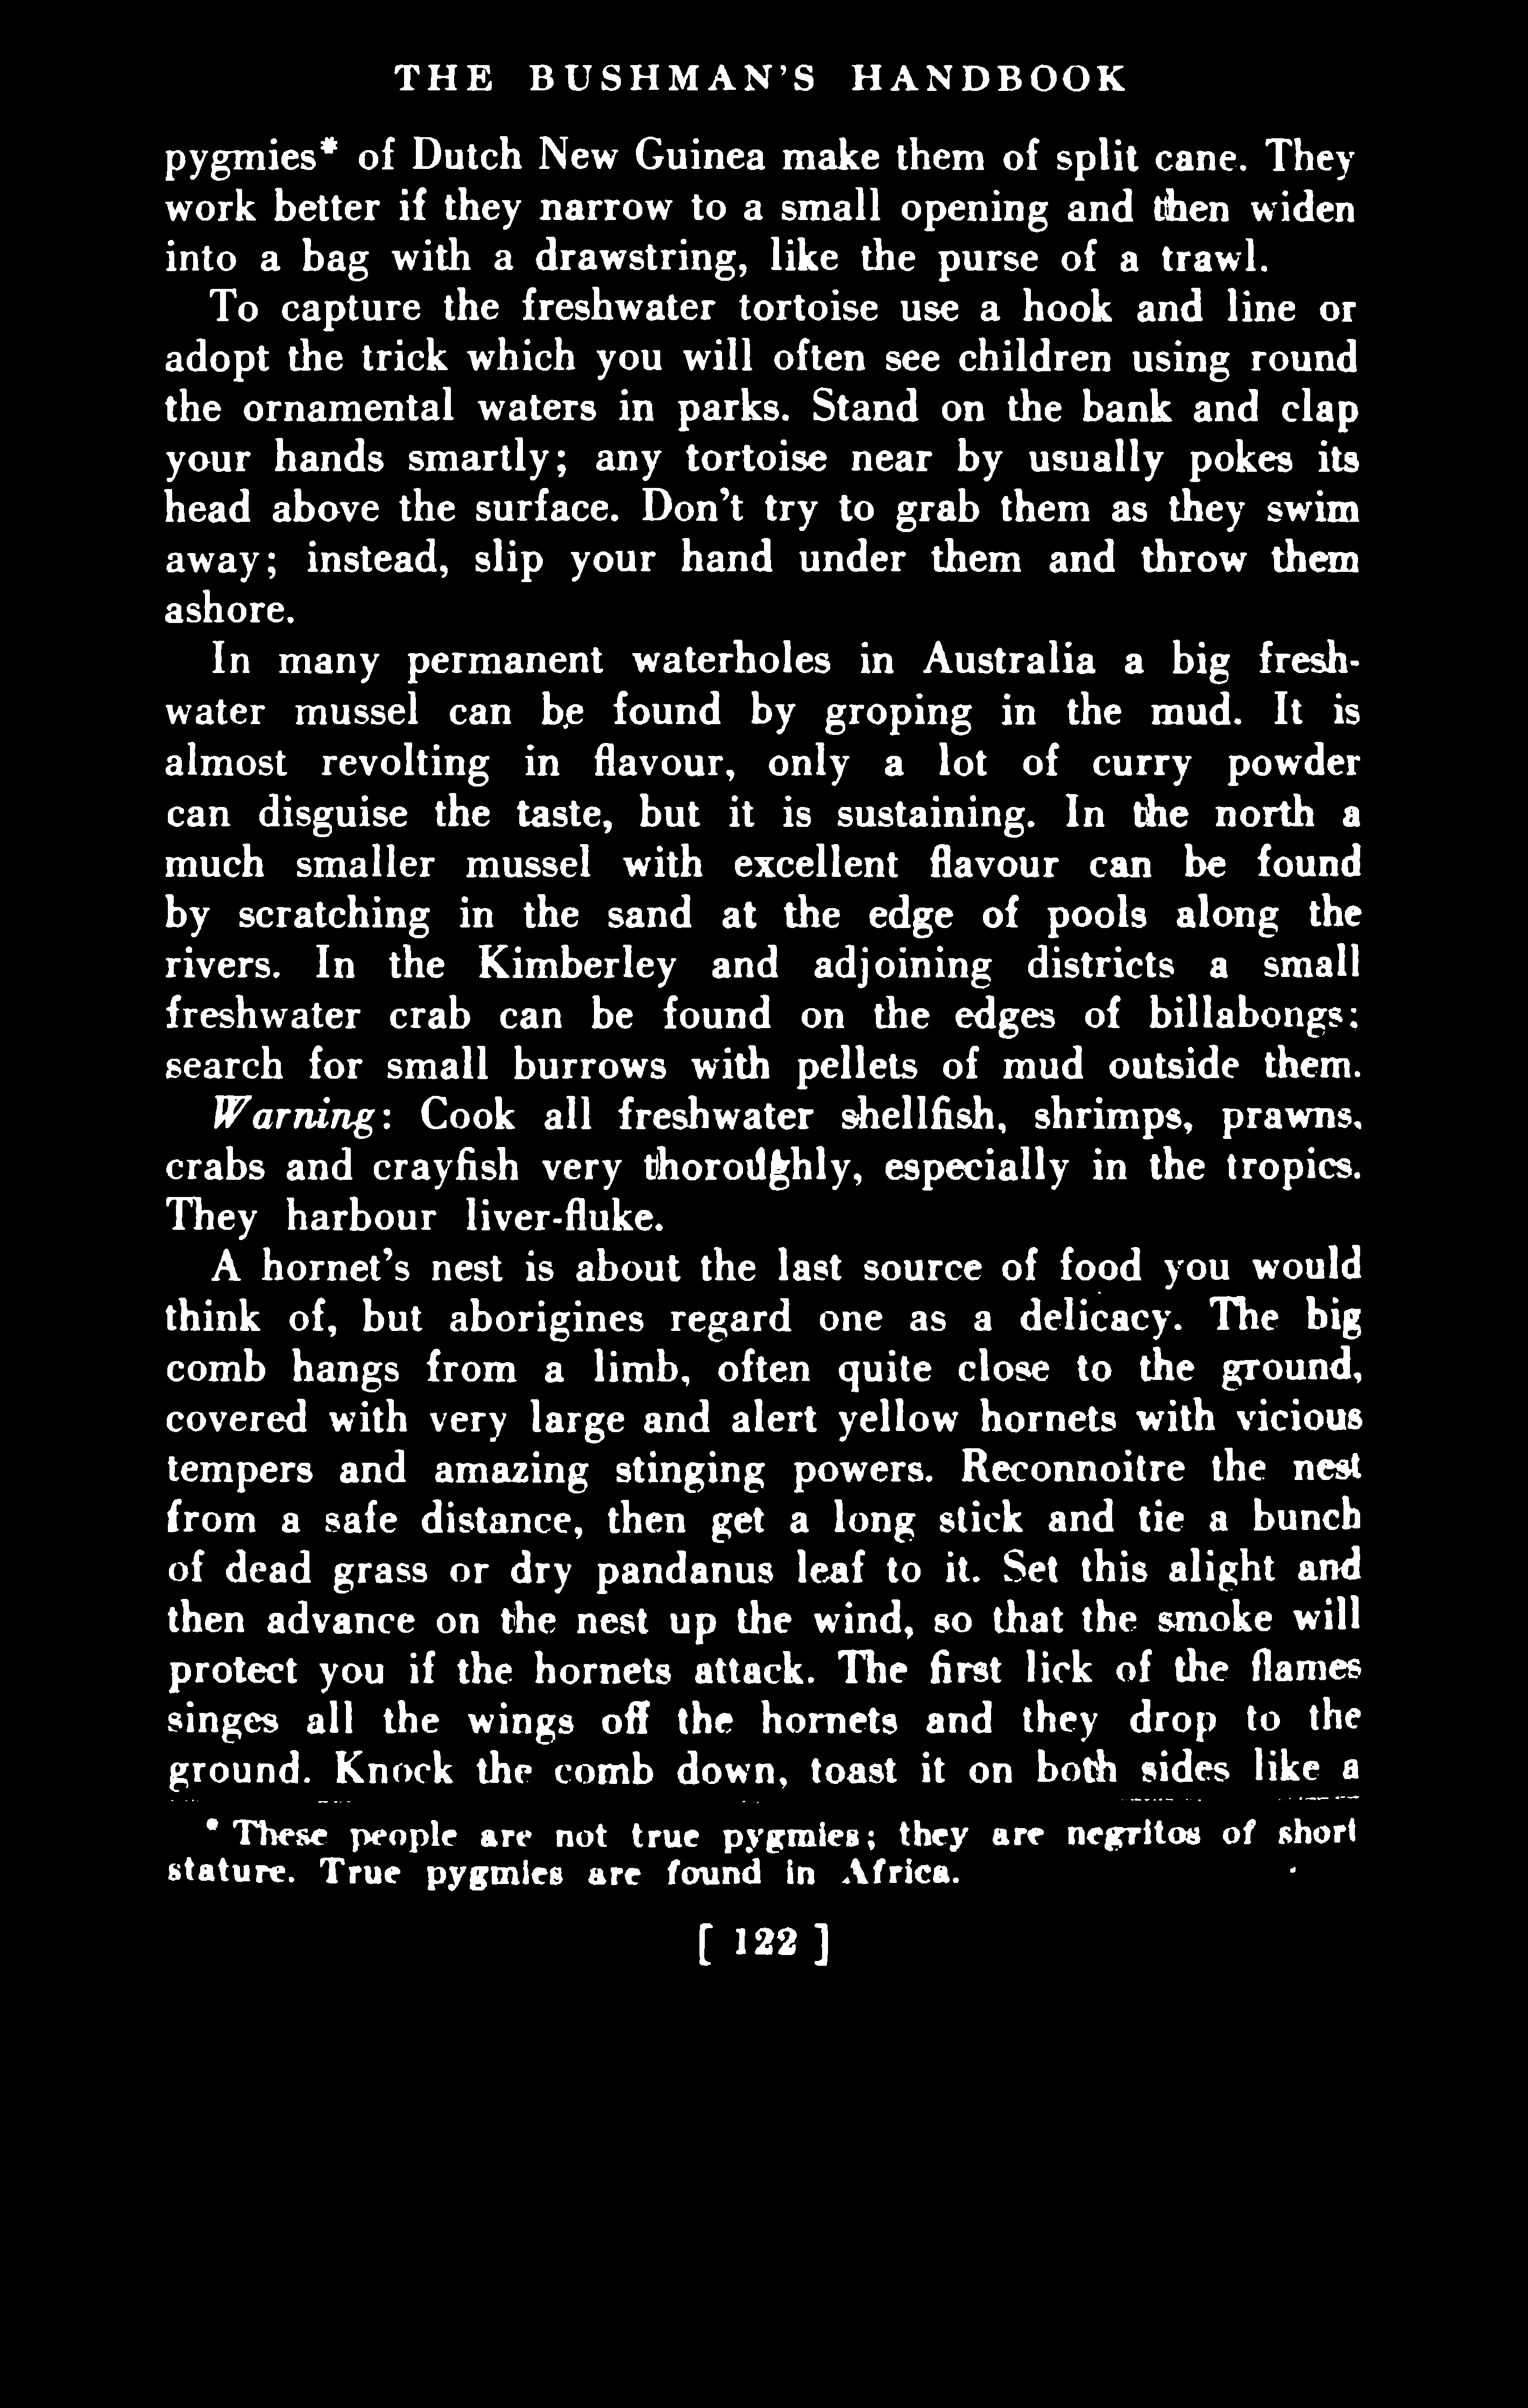 THE BUSHMAN'S HANDBOOK
pygmies* of Dutch New Guinea make them of split cane. They
work better if they narrow to a small opening and then widen
into a bag with a drawstring, like the purse of a trawl.
To capture the freshwater tortoise use a hook and line or
adopt the trick which you will often see children using round
the ornamental waters in parks. Stand on the bank and clap
your hands smartly; any tortoise near by usually pokes its
head above the surface. Don't try to grab them as they swim
away; instead, slip your hand under them and throw them
ashore.
In many permanent waterholes in Australia a big fresh-
water mussel can be found by groping in the mud. It is
almost revolting in flavour, only a lot of curry powder
can disguise the taste, but it is sustaining. In the north a
much smaller mussel with excellent flavour can be found
by scratching in the sand at the edge of pools along the
rivers. In the Kimberley and adjoining districts a small
freshwater crab can be found on the edges of billabongs;
search for small burrows with pellets of mud outside them.
Warning: Cook all freshwater shellfish, shrimps, prawns,
crabs and crayfish very thoroughly, especially in the tropics.
They harbour liver-fluke.
A hornet's nest is about the last source of food you would
think of, but aborigines regard one as a delicacy. The big
comb hangs from a limb, often quite close to the ground,
covered with very large and alert yellow hornets with vicious
tempers and amazing stinging powers. Reconnoitre the nest
from a safe distance, then get a long stick and tie a bunch
of dead grass or dry pandanus leaf to it. Set this alight and
then advance on the nest up the wind, so that the smoke will
protect you if the hornets attack. The first lick of the flames
singes all the wings off the hornets and they drop to the
ground. Knock the comb down, toast it on both sides like a
* These people are not true pygmies; they are negritos of short
stature. True pygmies are found in Africa.
[ 122 ]